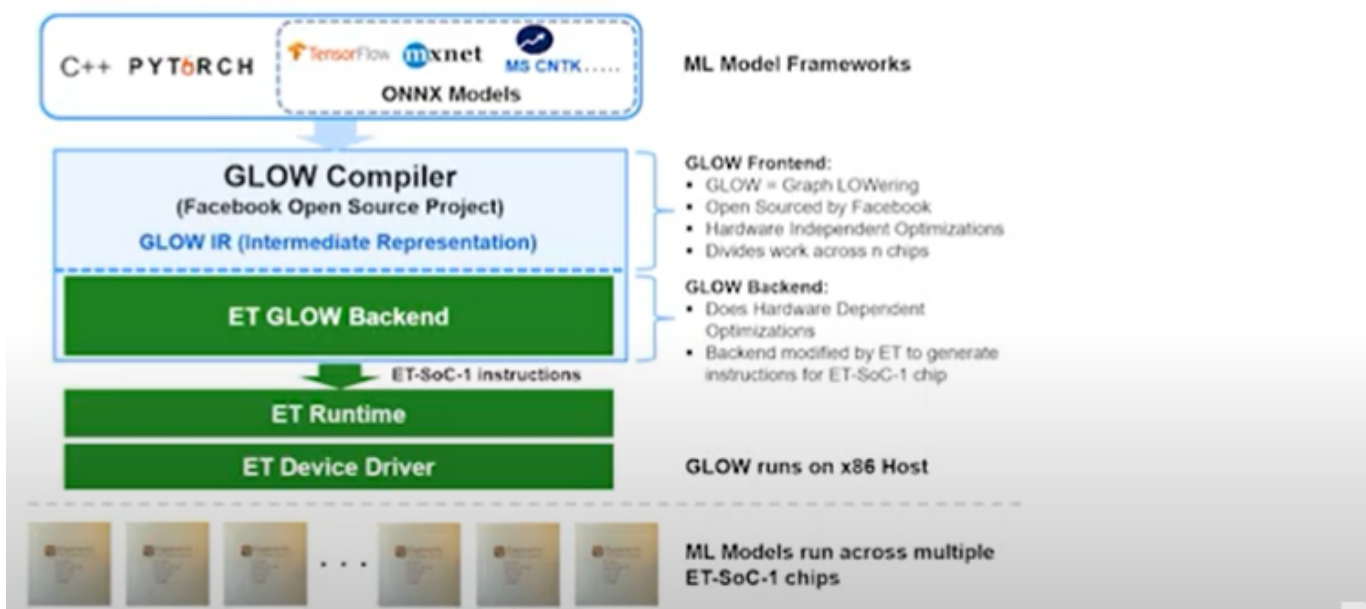 C++ PYTORCH
TensorFlow mxnet MS CNTK.....
ONNX Models
ML Model Frameworks
GLOW Compiler
(Facebook Open Source Project)
GLOW IR (Intermediate Representation)
GLOW Frontend:
▪ GLOW = Graph LOWering
▪ Open Sourced by Facebook
▪ Hardware Independent Optimizations
▪ Divides work across n chips
ET GLOW Backend
GLOW Backend:
▪ Does Hardware Dependent
Optimizations
▪ Backend modified by ET to generate
instructions for ET-SoC-1 chip
ET-SoC-1 instructions
ET Runtime
ET Device Driver
GLOW runs on x86 Host
. . .
ML Models run across multiple
ET-SoC-1 chips